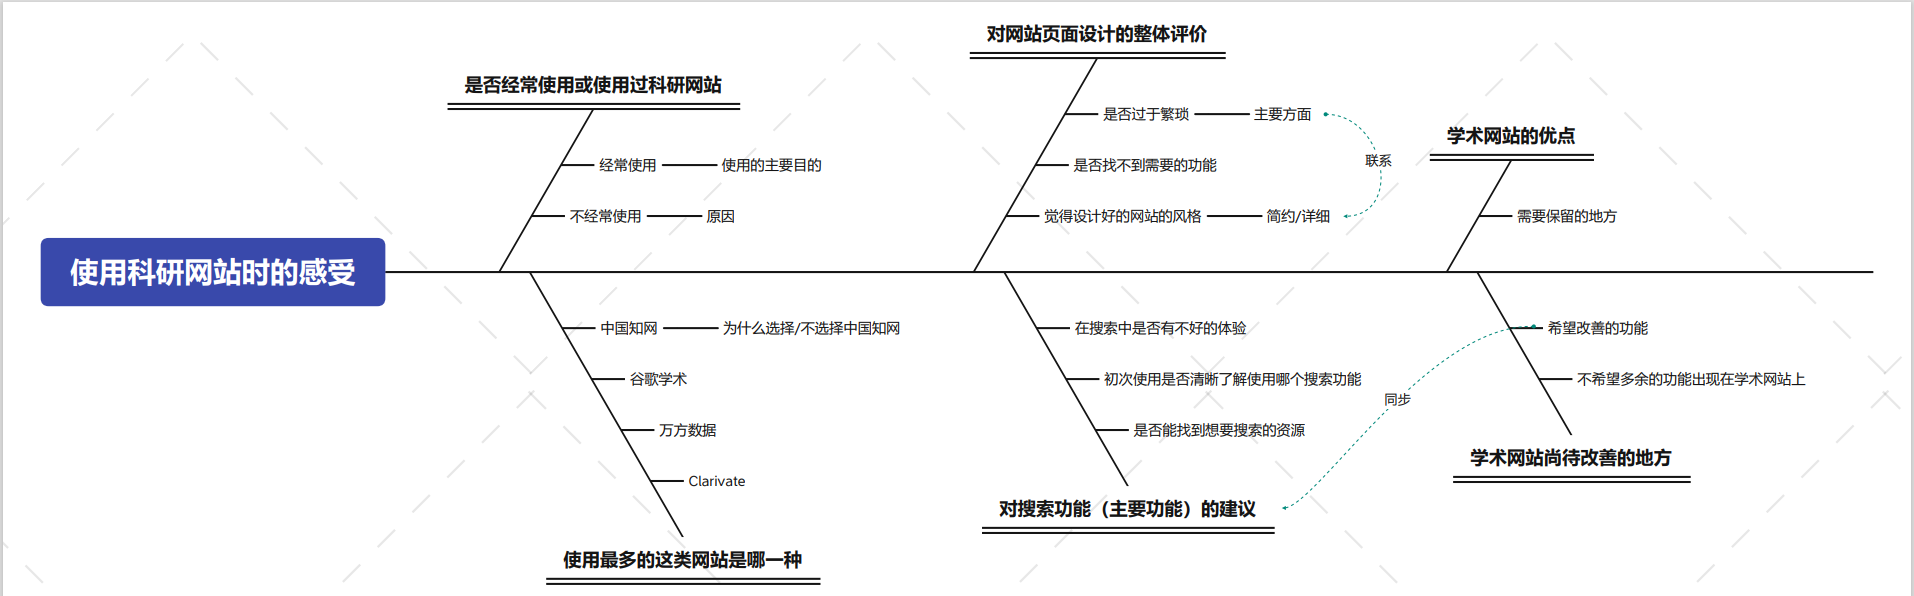 使用科研网站时的感受
是否经常使用或使用过科研网站
经常使用
使用的主要目的
不经常使用
原因
使用最多的这类网站是哪一种
中国知网
为什么选择/不选择中国知网
谷歌学术
万方数据
Clarivate
对网站页面设计的整体评价
是否过于繁琐
主要方面
是否找不到需要的功能
觉得设计好的网站的风格
简约/详细
联系
对搜索功能（主要功能）的建议
在搜索中是否有不好的体验
初次使用是否清晰了解使用哪个搜索功能
是否能找到想要搜索的资源
同步
学术网站的优点
需要保留的地方
学术网站尚待改善的地方
希望改善的功能
不希望多余的功能出现在学术网站上